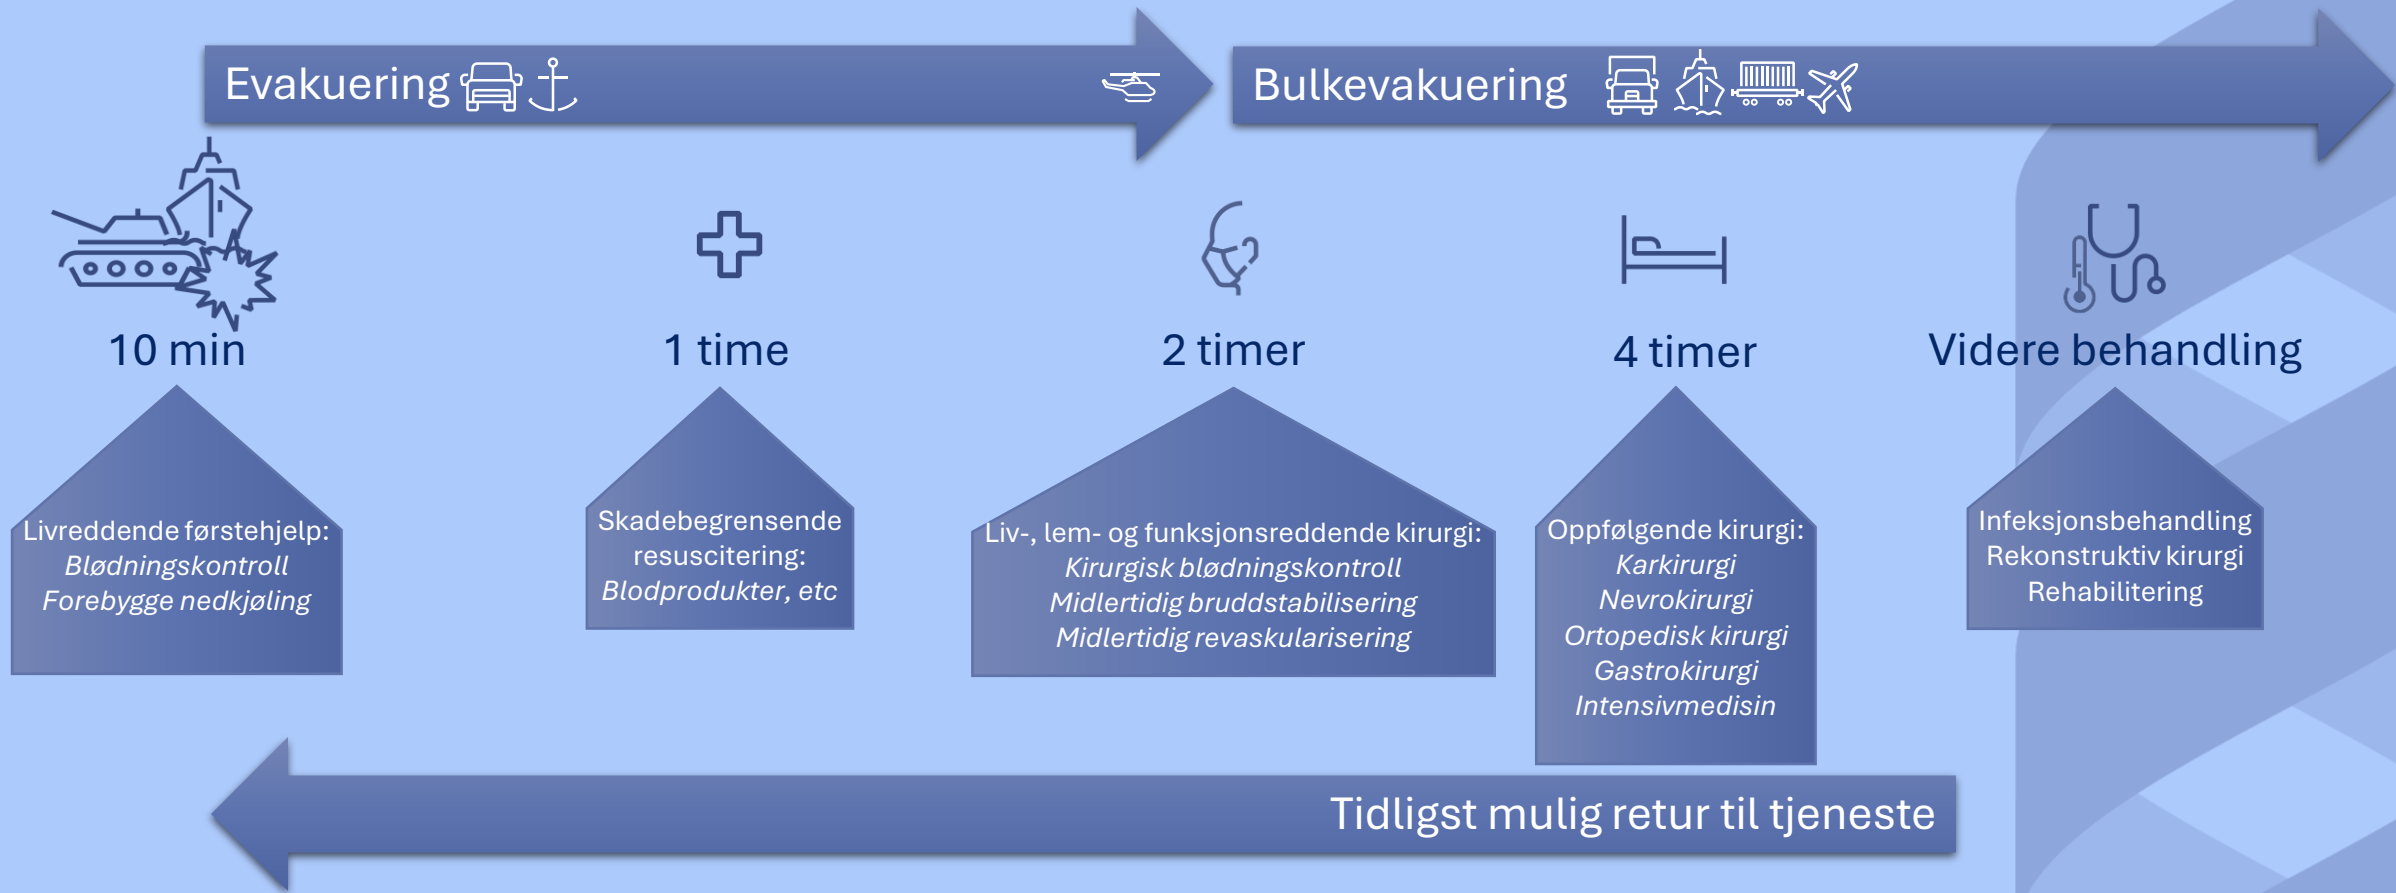 Evakuering
Bulkevakuering
10 min
1 time
2 timer
4 timer
Videre behandling
Livreddende førstehjelp:
Blødningskontroll
Forebygge nedkjøling
Skadebegrensende
resuscitering:
Blodprodukter, etc
Liv-, lem- og funksjonsreddende kirurgi:
Kirurgisk blødningskontroll
Midlertidig bruddstabilisering
Midlertidig revaskularisering
Oppfølgende kirurgi:
Karkirurgi
Nevrokirurgi
Ortopedisk kirurgi
Gastrokirurgi
Intensivmedisin
Infeksjonsbehandling
Rekonstruktiv kirurgi
Rehabilitering
Tidligst mulig retur til tjeneste